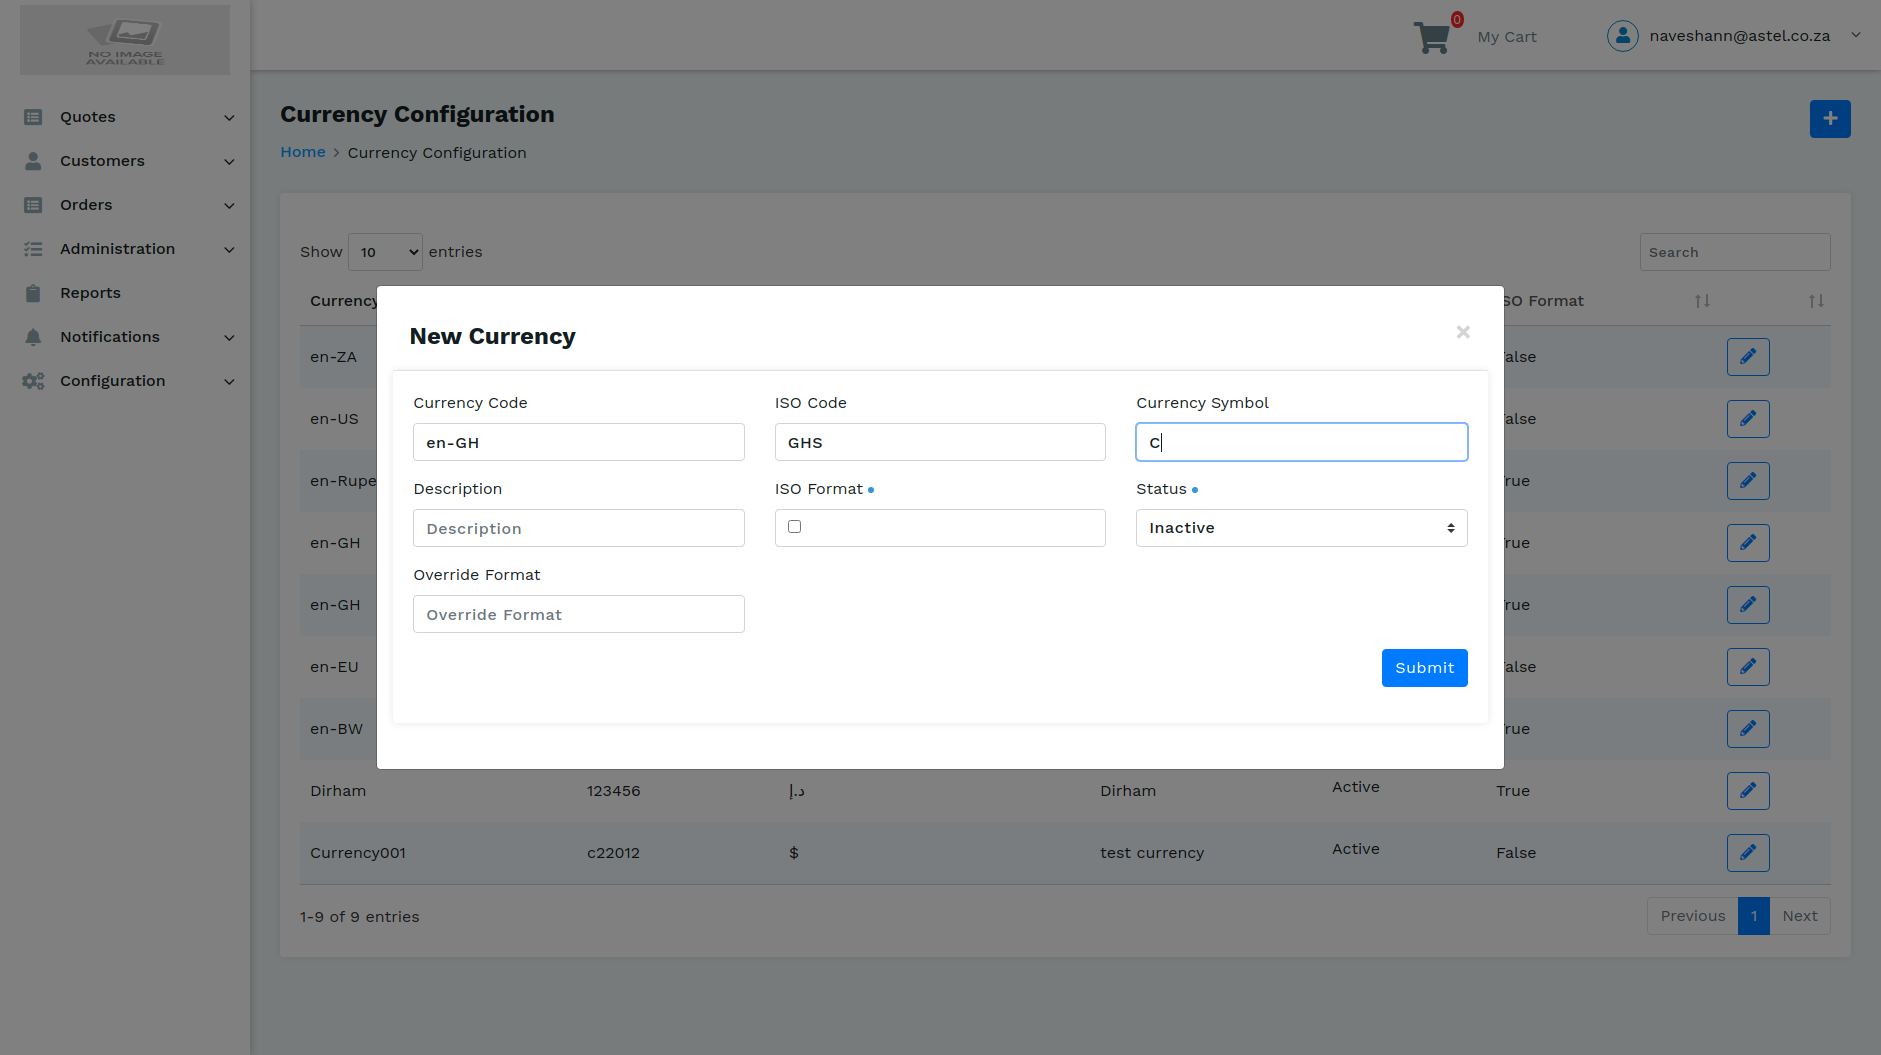 NO IMAGE
AVAILABLE
0
My Cart
naveshann@astel.co.za
Quotes
Customers
Orders
Administration
Reports
Notifications
Configuration
Currency Configuration
Home > Currency Configuration
Show 10 entries
Search
Currency
SO Format
New Currency
×
Currency Code
ISO Code
Currency Symbol
en-GH
GHS
C
Description
ISO Format
Status
Description
Inactive
Override Format
Override Format
Submit
en-ZA
alse
en-US
alse
en-Rupe
rue
en-GH
rue
en-GH
rue
en-EU
alse
en-BW
rue
Dirham 123456 د.إ Dirham Active True
Currency001 c22012 $ test currency Active False
1-9 of 9 entries
Previous 1 Next